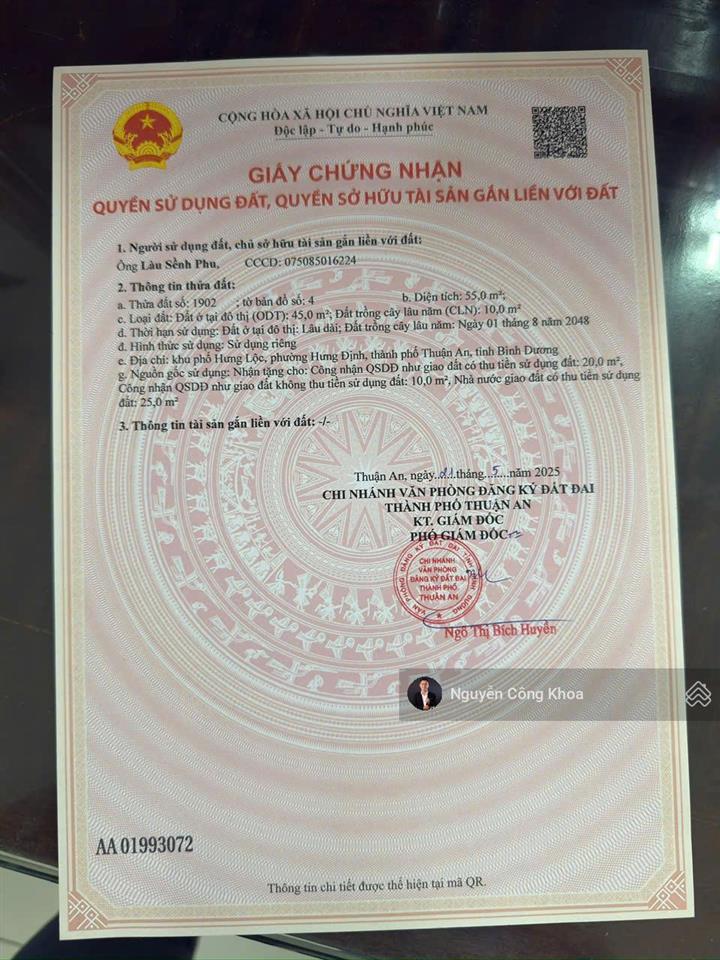 CỘNG HÒA XÃ HỘI CHỦ NGHĨA VIỆT NAM
Độc lập - Tự do - Hạnh phúc
GIẤY CHỨNG NHẬN
QUYỀN SỬ DỤNG ĐẤT, QUYỀN SỞ HỮU TÀI SẢN GẮN LIỀN VỚI ĐẤT
1. Người sử dụng đất, chủ sở hữu tài sản gắn liền với đất:
Ông Làu Sềnh Phu, CCCD: 075085016224
2. Thông tin thửa đất:
a. Thửa đất số: 1902 ; tờ bản đồ số: 4 b. Diện tích: 55,0 m²;
c. Loại đất: Đất ở tại đô thị (ODT): 45,0 m²; Đất trồng cây lâu năm (CLN): 10,0 m²
d. Thời hạn sử dụng: Đất ở tại đô thị: Lâu dài; Đất trồng cây lâu năm: Ngày 01 tháng 8 năm 2048
đ. Hình thức sử dụng: Sử dụng riêng
e. Địa chỉ: khu phố Hưng Lộc, phường Hưng Định, thành phố Thuận An, tỉnh Bình Dương
g. Nguồn gốc sử dụng: Nhận tặng cho: Công nhận QSDĐ như giao đất có thu tiền sử dụng đất: 20,0 m²,
Công nhận QSDĐ như giao đất không thu tiền sử dụng đất: 10,0 m², Nhà nước giao đất có thu tiền sử dụng
đất: 25,0 m²
3. Thông tin tài sản gắn liền với đất: -/-
Thuận An, ngày..21.tháng..5...năm 2025
CHI NHÁNH VĂN PHÒNG ĐĂNG KÝ ĐẤT ĐAI
THÀNH PHỐ THUẬN AN
KT. GIÁM ĐỐC
PHÓ GIÁM ĐỐC
VĂN PHÒNG ĐĂNG KÝ ĐẤT ĐAI TỈNH BÌNH DƯƠNG
CHI NHÁNH
VĂN PHÒNG
ĐĂNG KÝ ĐẤT ĐAI
THÀNH PHỐ
THUẬN AN
Ngô Thị Bích Huyền
Nguyễn Công Khoa
AA 01993072
Thông tin chi tiết được thể hiện tại mã QR.